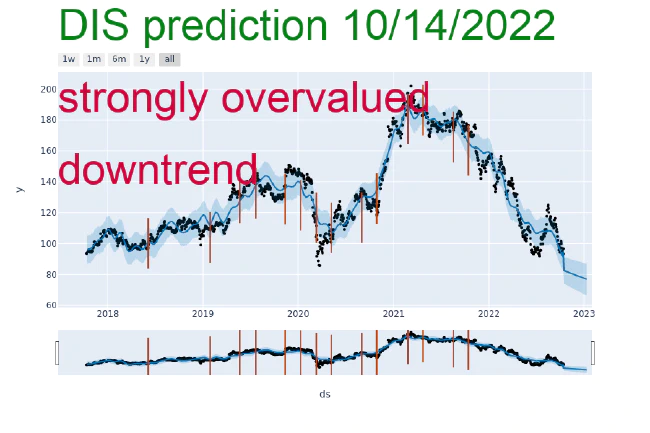 DIS prediction 10/14/2022
1w 1m 6m 1y all
strongly overvalued
downtrend
200
180
160
140
120
100
80
60
y
2018 2019 2020 2021 2022 2023
ds